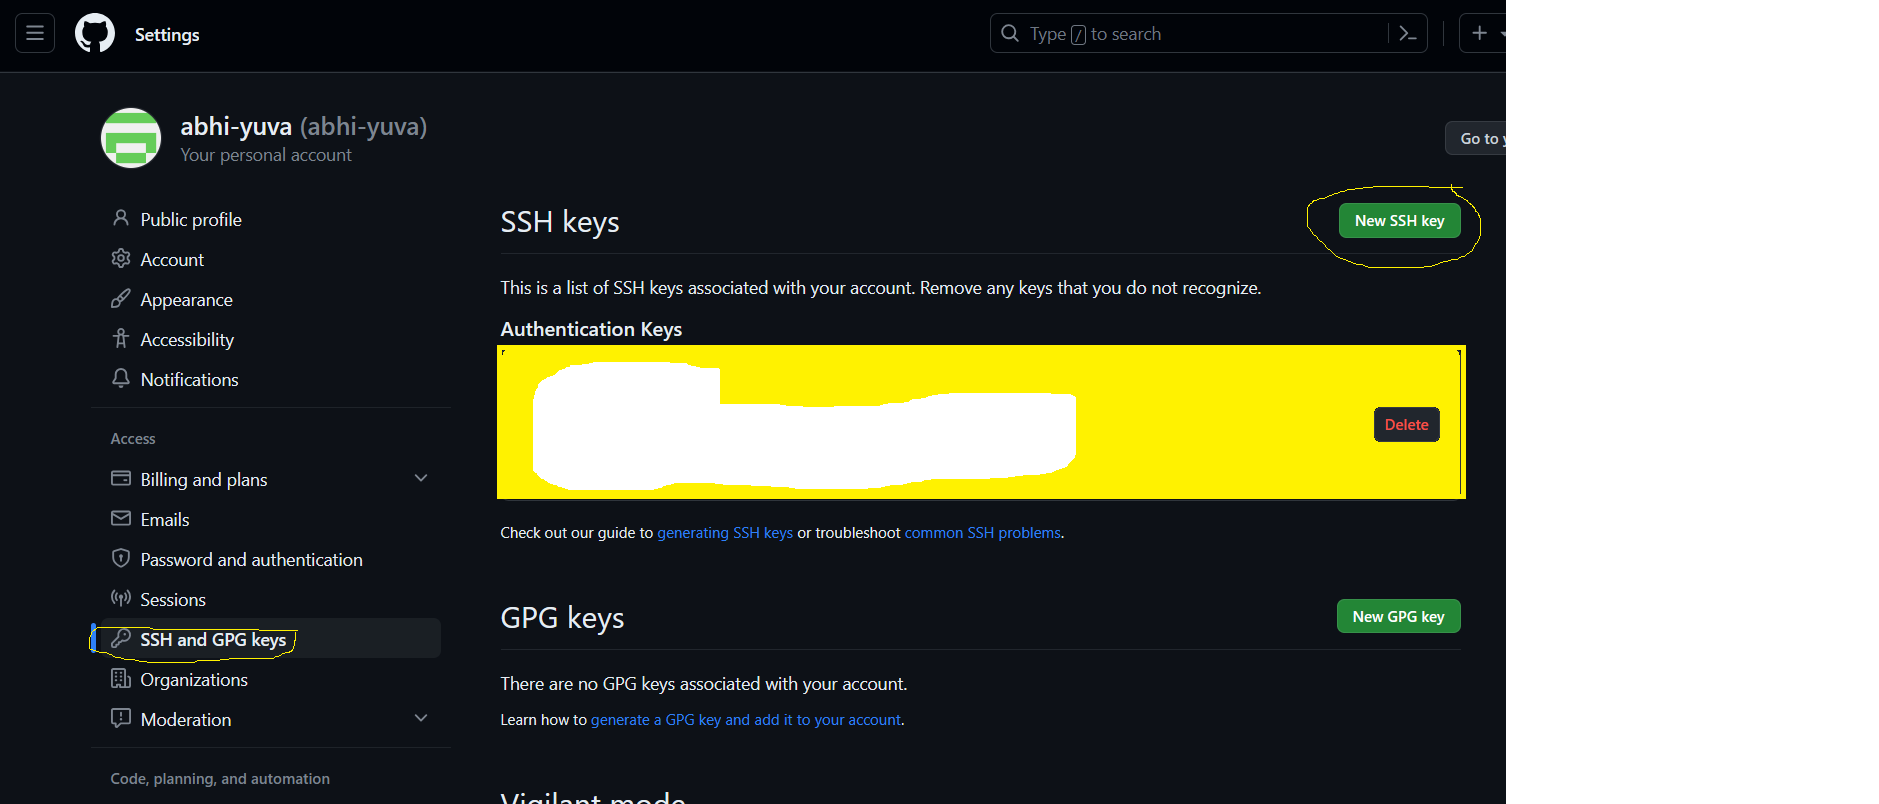 Settings
Type / to search
abhi-yuva (abhi-yuva)
Your personal account
Go to y
Public profile
Account
Appearance
Accessibility
Notifications
Access
Billing and plans
Emails
Password and authentication
Sessions
SSH and GPG keys
Organizations
Moderation
Code, planning, and automation
SSH keys
New SSH key
This is a list of SSH keys associated with your account. Remove any keys that you do not recognize.
Authentication Keys
Delete
Check out our guide to generating SSH keys or troubleshoot common SSH problems.
GPG keys
New GPG key
There are no GPG keys associated with your account.
Learn how to generate a GPG key and add it to your account.
Vigilant mode